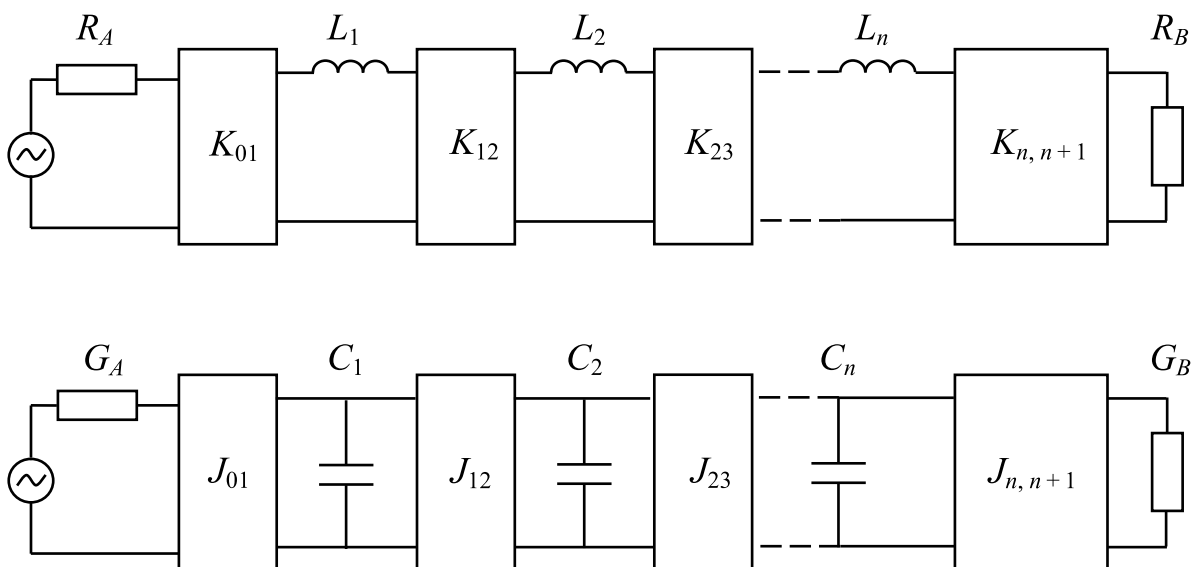 R_A L_1 L_2 L_n R_B
K_01 K_12 K_23 K_n, n + 1
G_A C_1 C_2 C_n G_B
J_01 J_12 J_23 J_n, n + 1